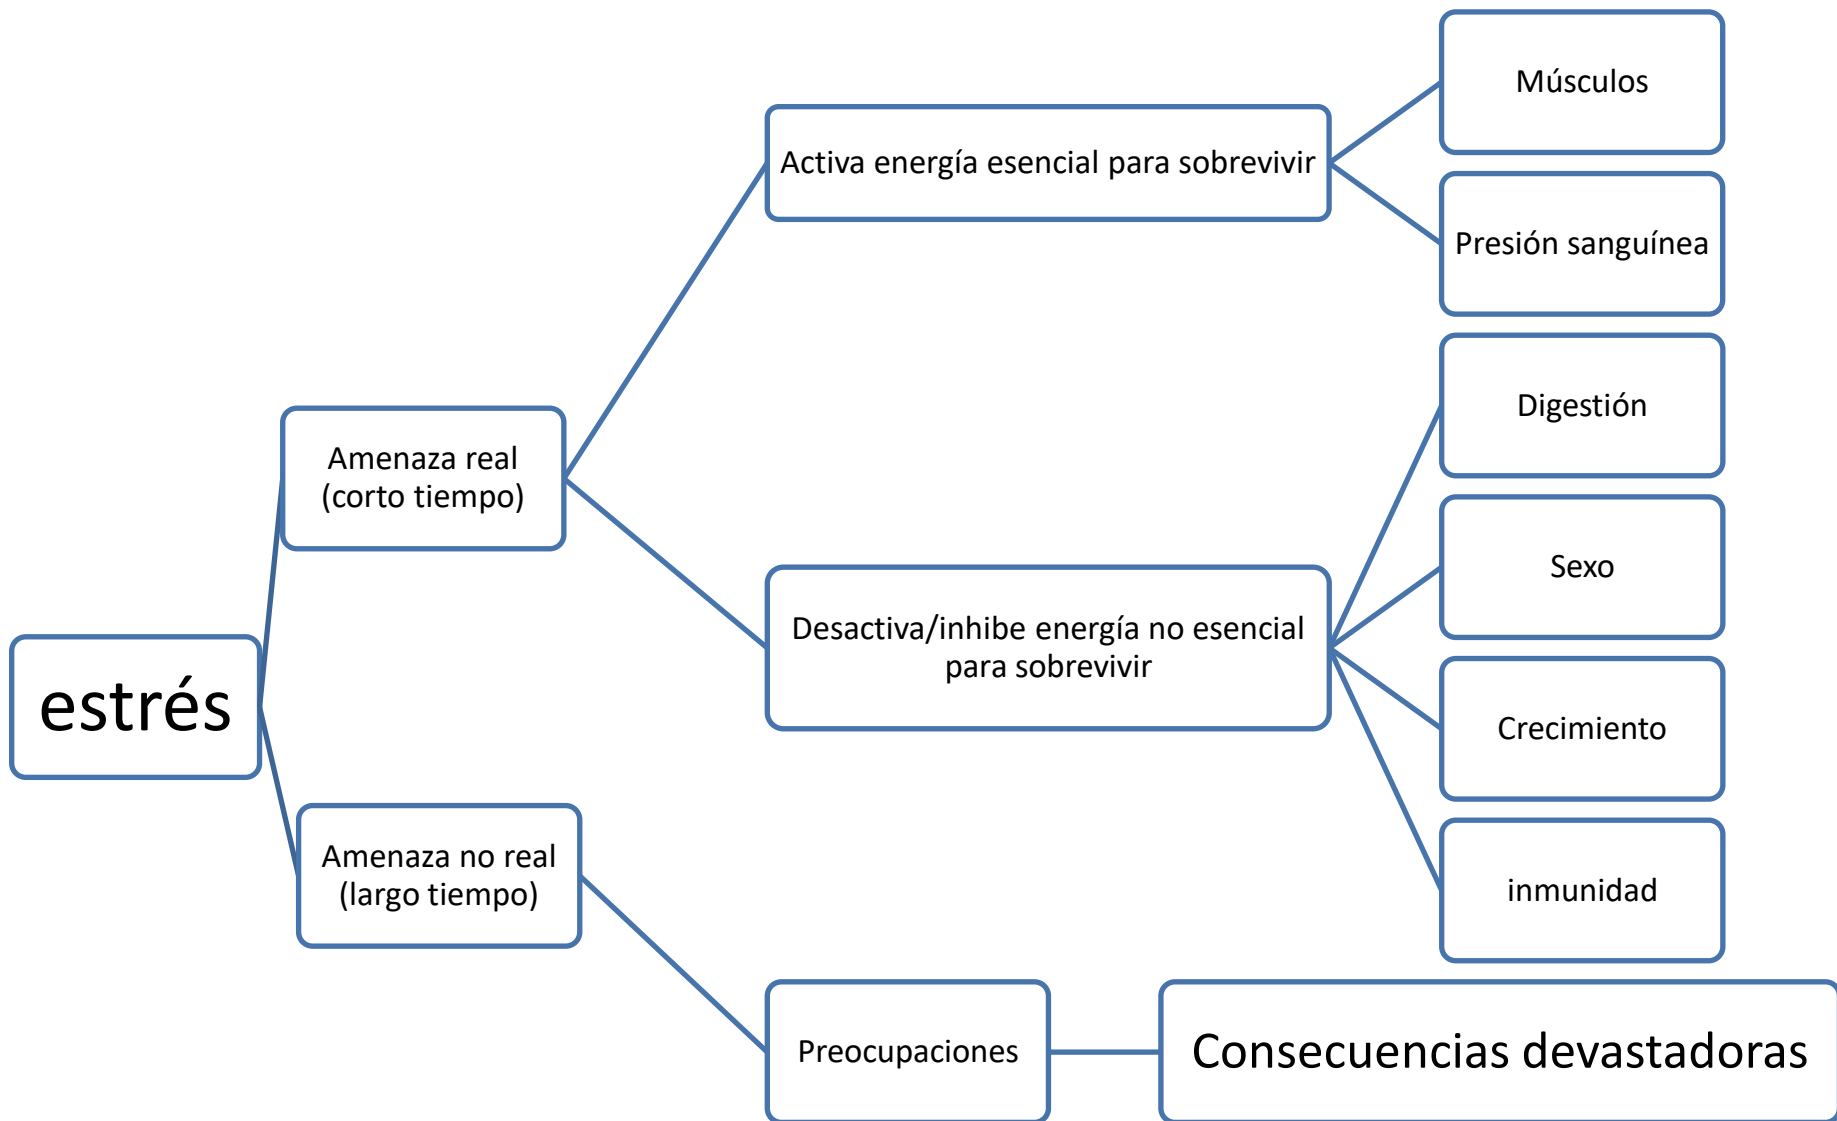 estrés
Amenaza real
(corto tiempo)
Activa energía esencial para sobrevivir
Músculos
Presión sanguínea
Desactiva/inhibe energía no esencial
para sobrevivir
Digestión
Sexo
Crecimiento
inmunidad
Amenaza no real
(largo tiempo)
Preocupaciones
Consecuencias devastadoras